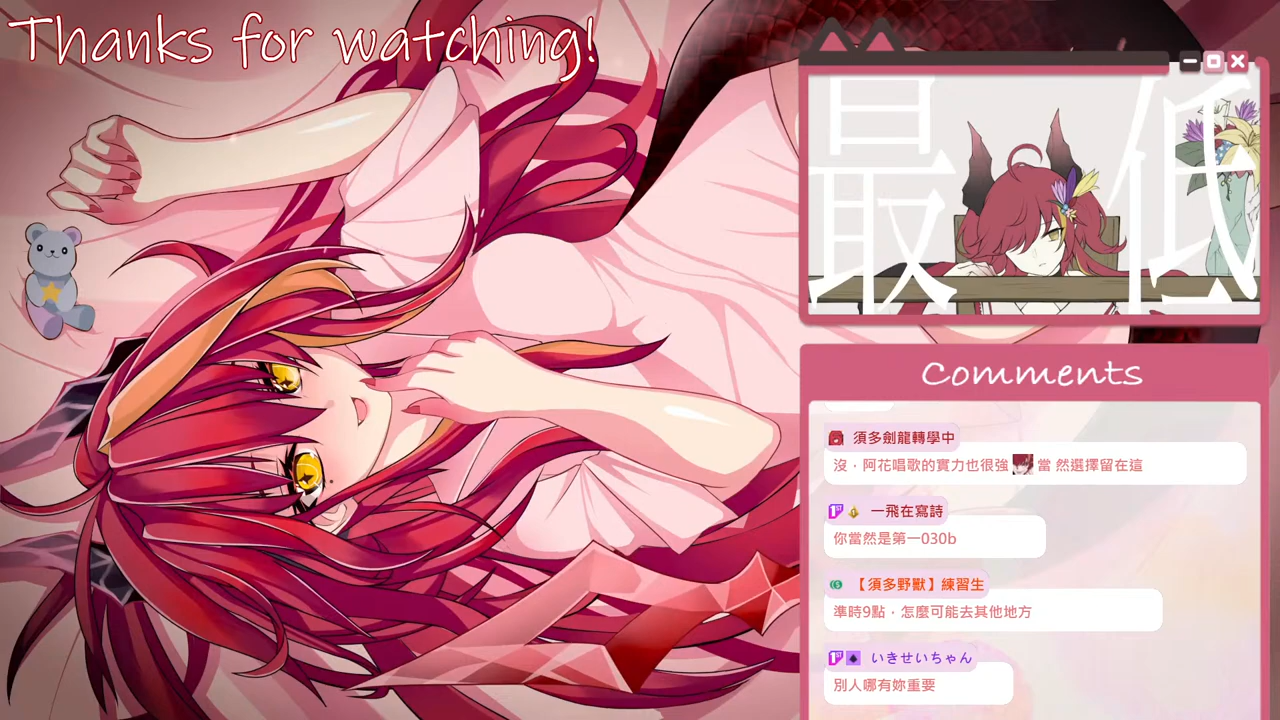 Thanks for watching!
最低
Comments
須多劍龍轉學中
沒，阿花唱歌的實力也很強 當 然選擇留在這
一飛在寫詩
你當然是第一030b
【須多野獸】練習生
準時9點，怎麼可能去其他地方
いきせいちゃん
別人哪有妳重要